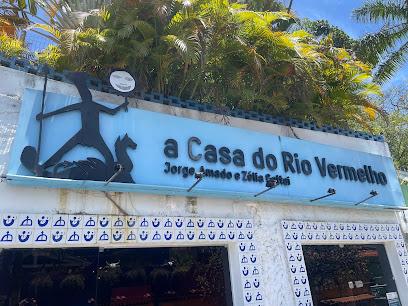 a Casa do Rio Vermelho
Jorge Amado e Zélia Gattai